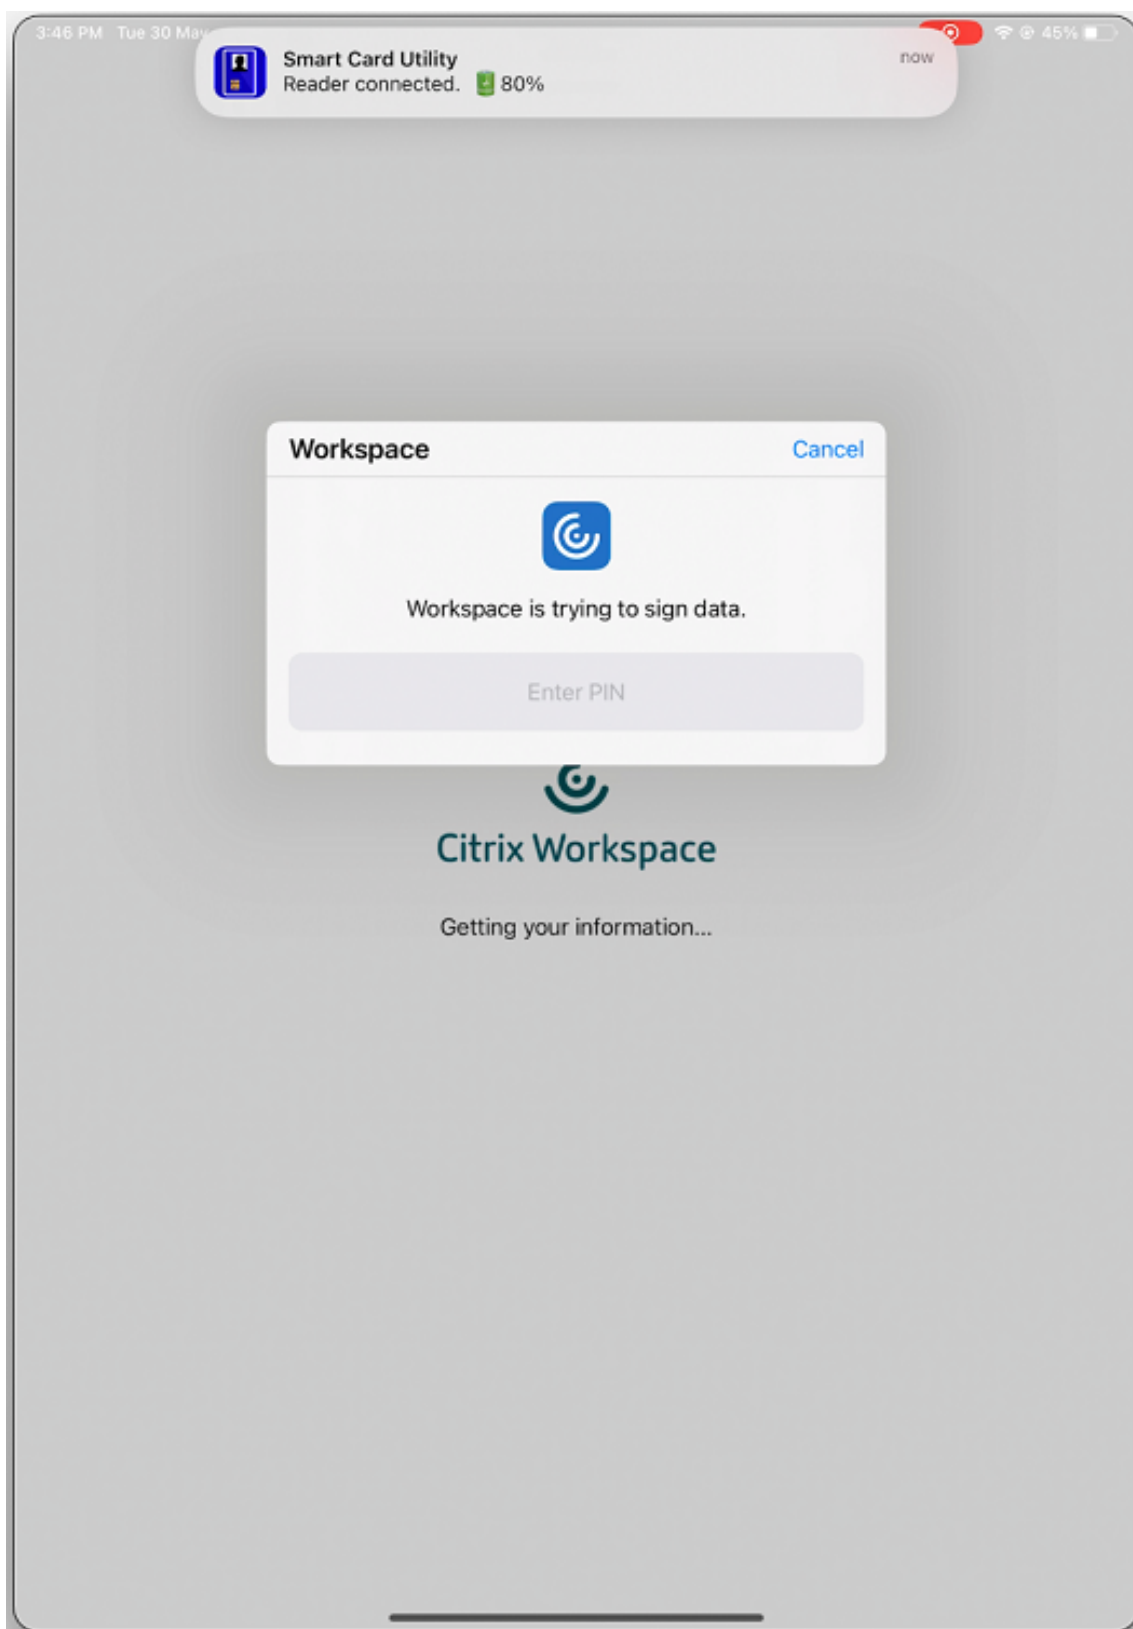 3:46 PM Tue 30 May
45%
Smart Card Utility
now
Reader connected. 80%
Workspace
Cancel
Workspace is trying to sign data.
Enter PIN
Citrix Workspace
Getting your information...